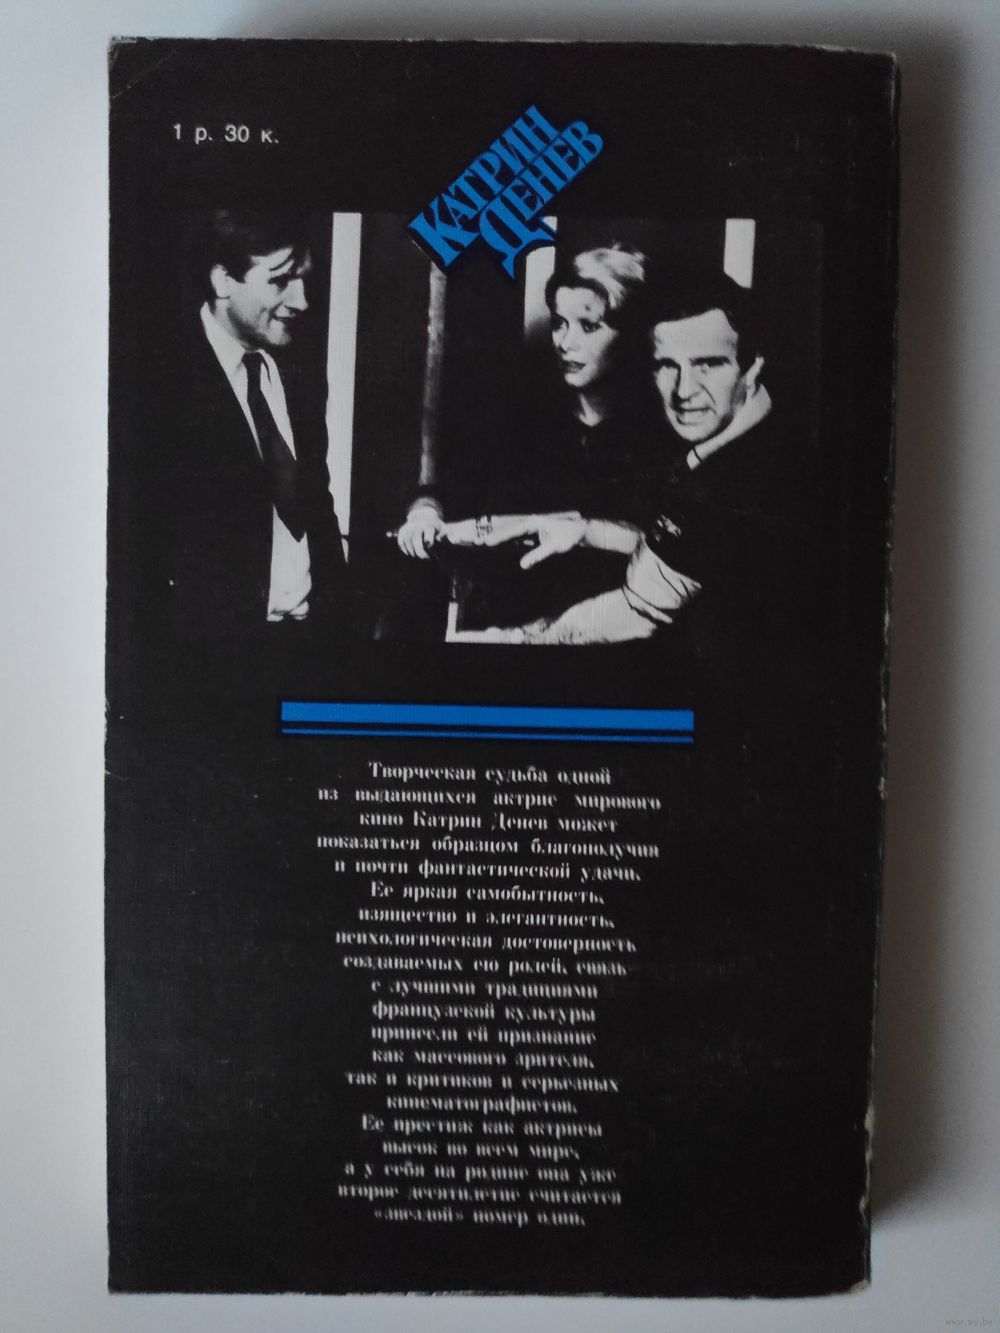 1 р. 30 к.
КАТРИН
ДЕНЕВ
Творческая судьба одной
из выдающихся актрис мирового
кино Катрин Денев может
показаться образцом благополучия
и почти фантастической удачи.
Ее яркая самобытность,
изящество и элегантность,
психологическая достоверность
создаваемых ею ролей, связь
с лучшими традициями
французской культуры
принесли ей признание
как массового зрителя,
так и критиков и серьезных
кинематографистов.
Ее престиж как актрисы
высок во всем мире,
а у себя на родине она уже
второе десятилетие считается
«звездой» номер один.
www.ay.by